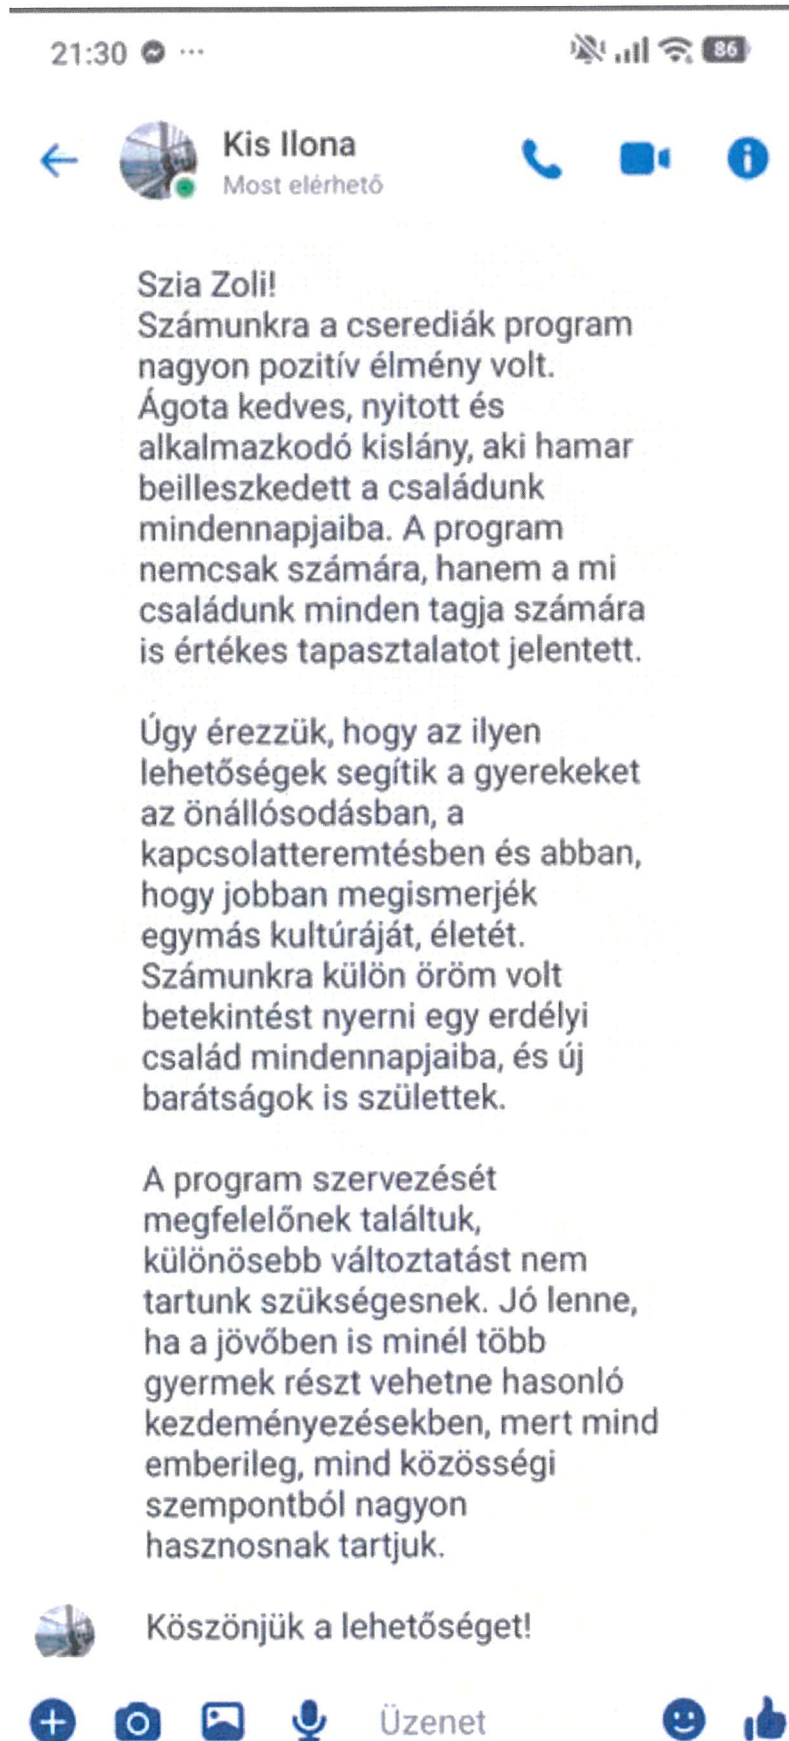 21:30 ...
86
Kis Ilona
Most elérhető
Szia Zoli!
Számunkra a cserediák program
nagyon pozitív élmény volt.
Ágota kedves, nyitott és
alkalmazkodó kislány, aki hamar
beilleszkedett a családunk
mindennapjaiba. A program
nemcsak számára, hanem a mi
családunk minden tagja számára
is értékes tapasztalatot jelentett.
Úgy érezzük, hogy az ilyen
lehetőségek segítik a gyerekeket
az önállósodásban, a
kapcsolatteremtésben és abban,
hogy jobban megismerjék
egymás kultúráját, életét.
Számunkra külön öröm volt
betekintést nyerni egy erdélyi
család mindennapjaiba, és új
barátságok is születtek.
A program szervezését
megfelelőnek találtuk,
különösebb változtatást nem
tartunk szükségesnek. Jó lenne,
ha a jövőben is minél több
gyermek részt vehetne hasonló
kezdeményezésekben, mert mind
emberileg, mind közösségi
szempontból nagyon
hasznosnak tartjuk.
Köszönjük a lehetőséget!
Üzenet